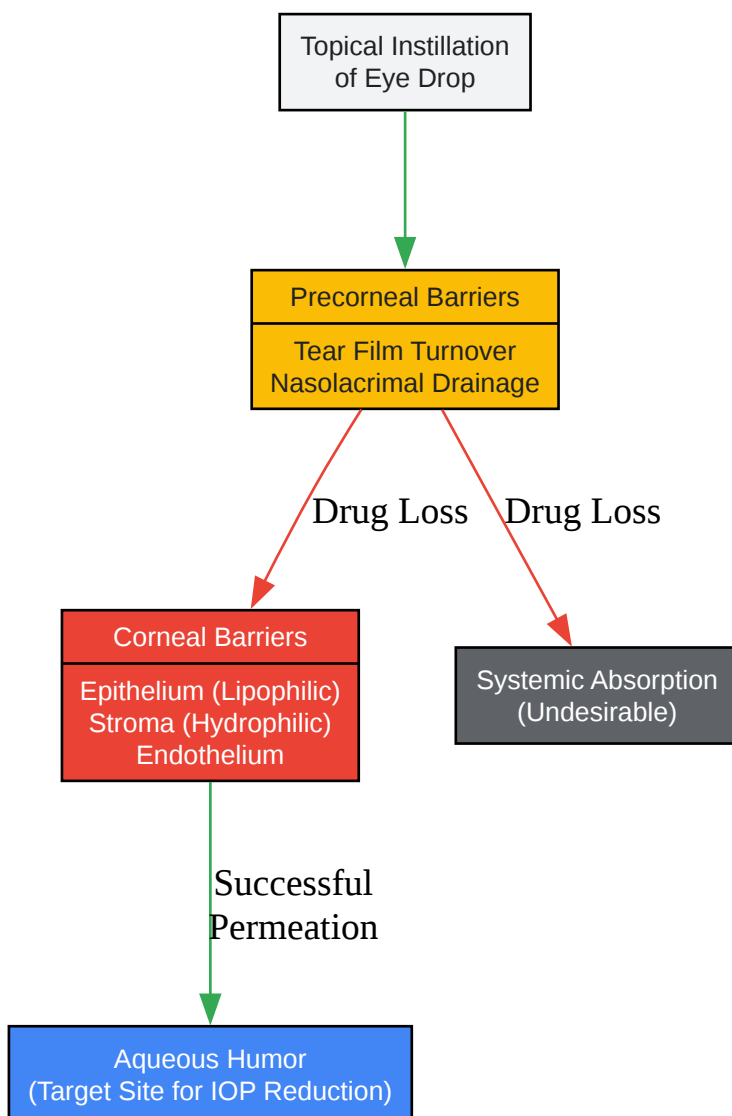 Topical Instillation
of Eye Drop
Precorneal Barriers
Tear Film Turnover
Nasolacrimal Drainage
Drug Loss
Drug Loss
Corneal Barriers
Epithelium (Lipophilic)
Stroma (Hydrophilic)
Endothelium
Systemic Absorption
(Undesirable)
Successful
Permeation
Aqueous Humor
(Target Site for IOP Reduction)